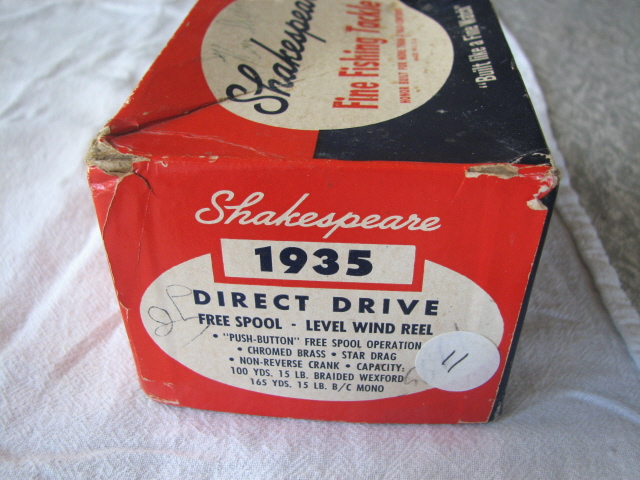 Shakespeare
Fine Fishing Tackle
"Built like a Fine Watch"
Shakespeare
1935
DIRECT DRIVE
FREE SPOOL - LEVEL WIND REEL
• "PUSH-BUTTON" FREE SPOOL OPERATION
• CHROMED BRASS • STAR DRAG
• NON-REVERSE CRANK • CAPACITY:
100 YDS. 15 LB. BRAIDED WEXFORD
165 YDS. 15 LB. B/C MONO
11